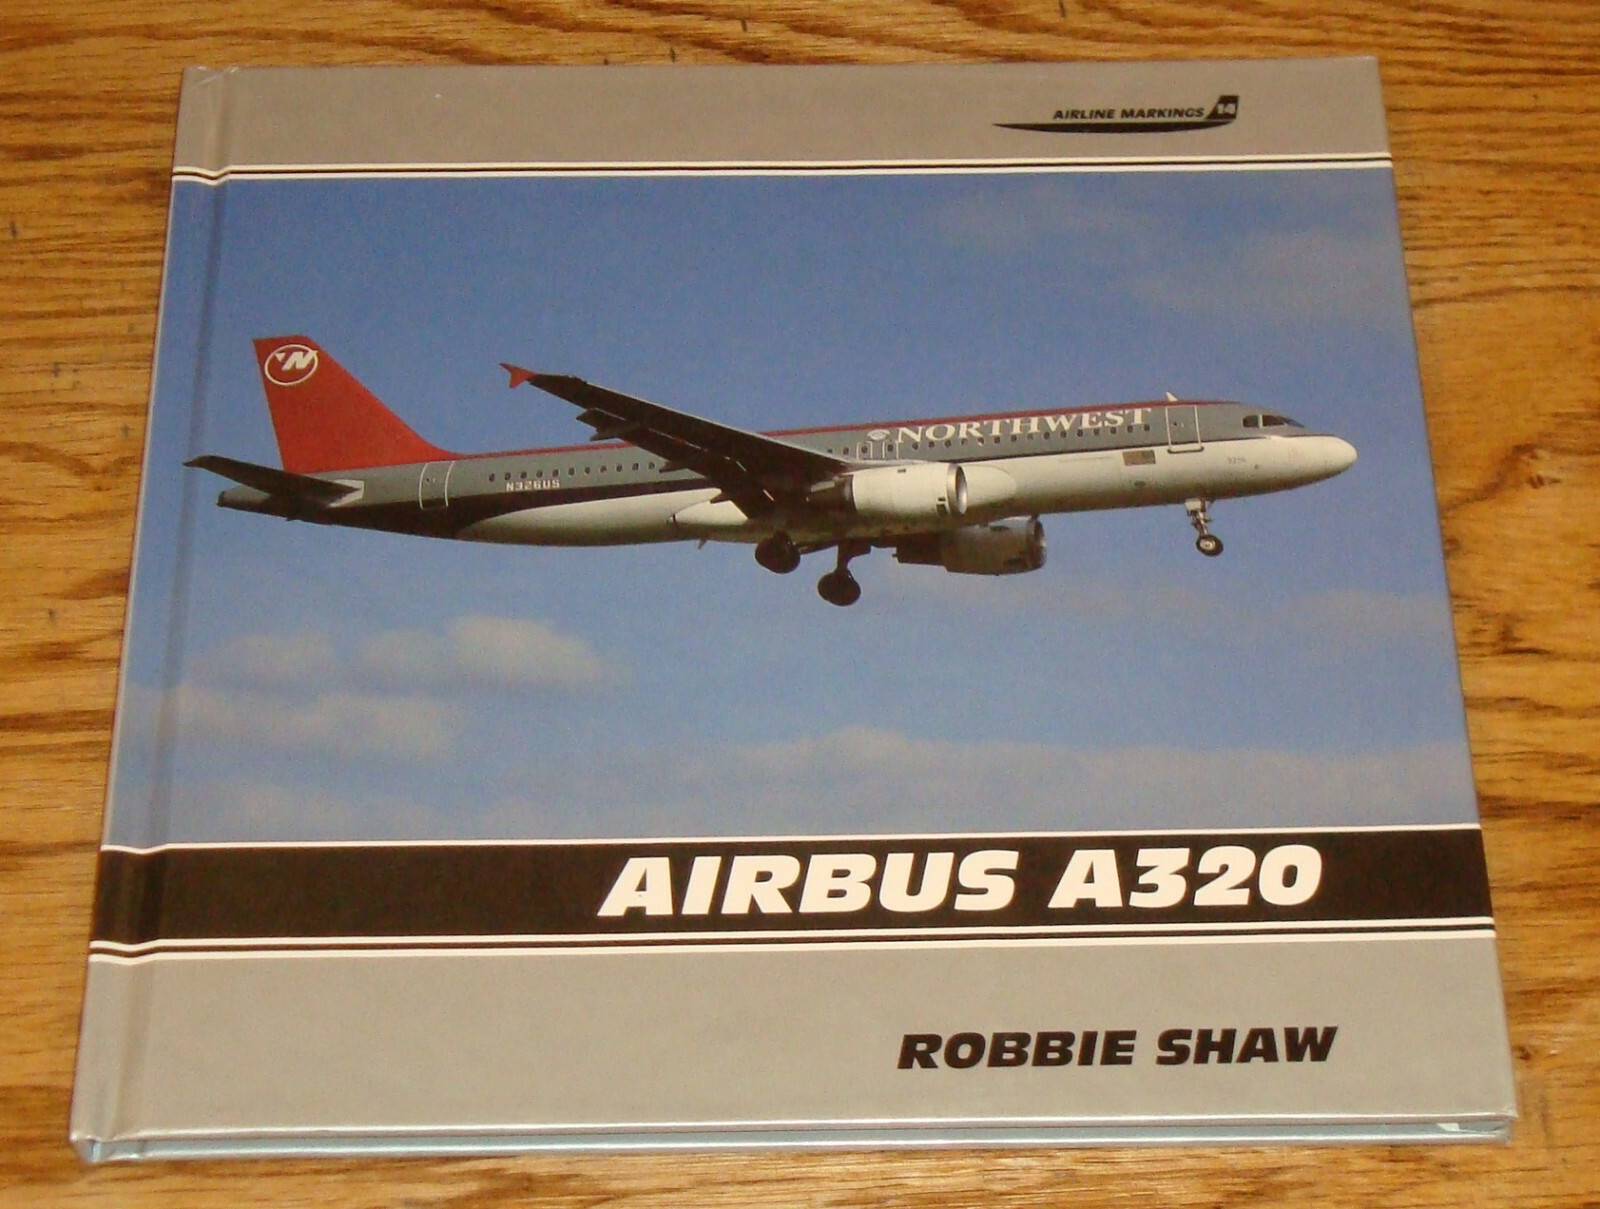 AIRLINE MARKINGS 14
N
NORTHWEST
N326US
AIRBUS A320
ROBBIE SHAW